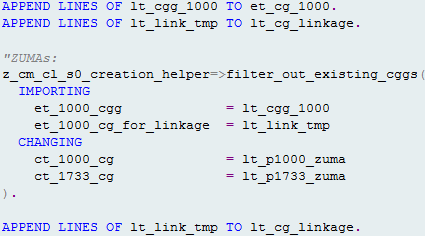 APPEND LINES OF lt_cgg_1000 TO et_cg_1000.
APPEND LINES OF lt_link_tmp TO lt_cg_linkage.

"ZUMAs:
z_cm_cl_s0_creation_helper=>filter_out_existing_cggs(
  IMPORTING
    et_1000_cgg             = lt_cgg_1000
    et_1000_cg_for_linkage  = lt_link_tmp
  CHANGING
    ct_1000_cg              = lt_p1000_zuma
    ct_1733_cg              = lt_p1733_zuma
).

APPEND LINES OF lt_link_tmp TO lt_cg_linkage.